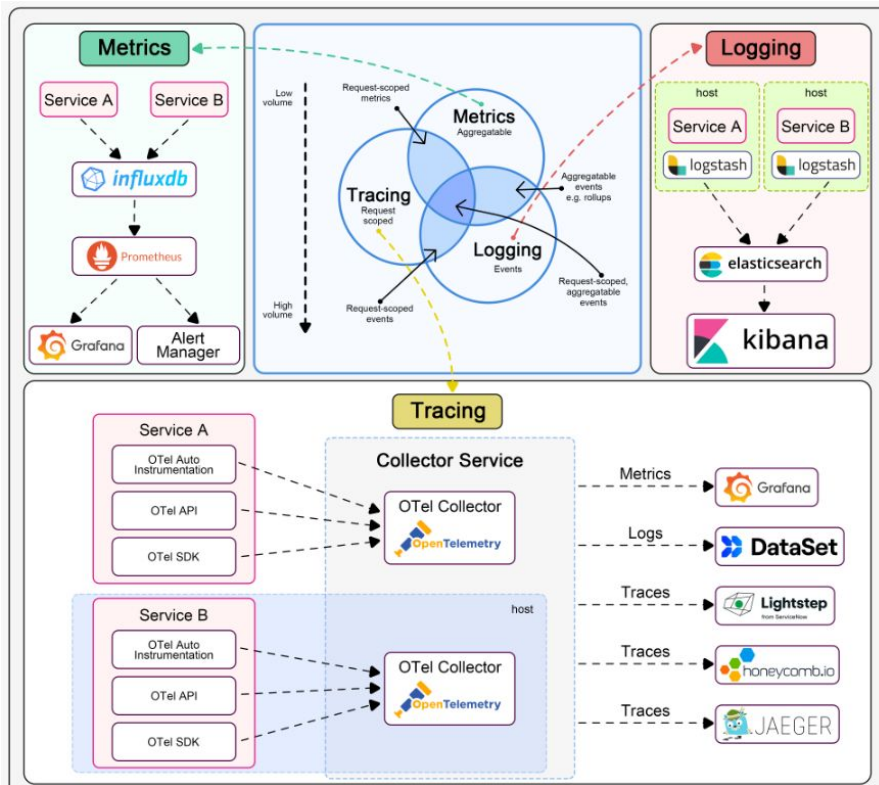 Metrics
Service A
Service B
influxdb
Prometheus
Grafana
Alert
Manager
Low
volume
High
volume
Request-scoped
metrics
Metrics
Aggregatable
Tracing
Request
scoped
Logging
Events
Aggregatable
events
e.g. rollups
Request-scoped
events
Request-scoped,
aggregatable
events
Logging
host
host
Service A
Service B
logstash
logstash
elasticsearch
kibana
Tracing
Service A
OTel Auto
Instrumentation
OTel API
OTel SDK
Service B
OTel Auto
Instrumentation
OTel API
OTel SDK
host
Collector Service
OTel Collector
OpenTelemetry
OTel Collector
OpenTelemetry
Metrics
Grafana
Logs
DataSet
Traces
Lightstep
from ServiceNow
Traces
honeycomb.io
Traces
JAEGER